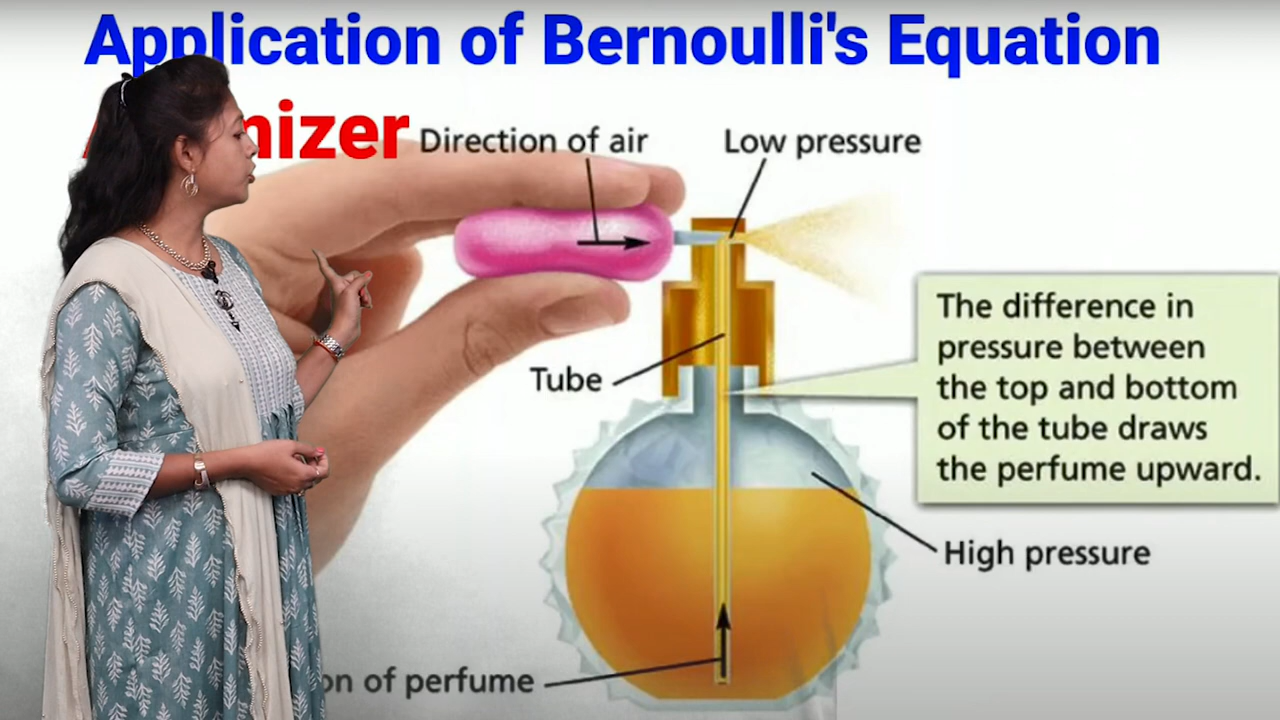 Application of Bernoulli's Equation
nizer
Direction of air
Low pressure
The difference in
pressure between
the top and bottom
of the tube draws
the perfume upward.
Tube
High pressure
on of perfume